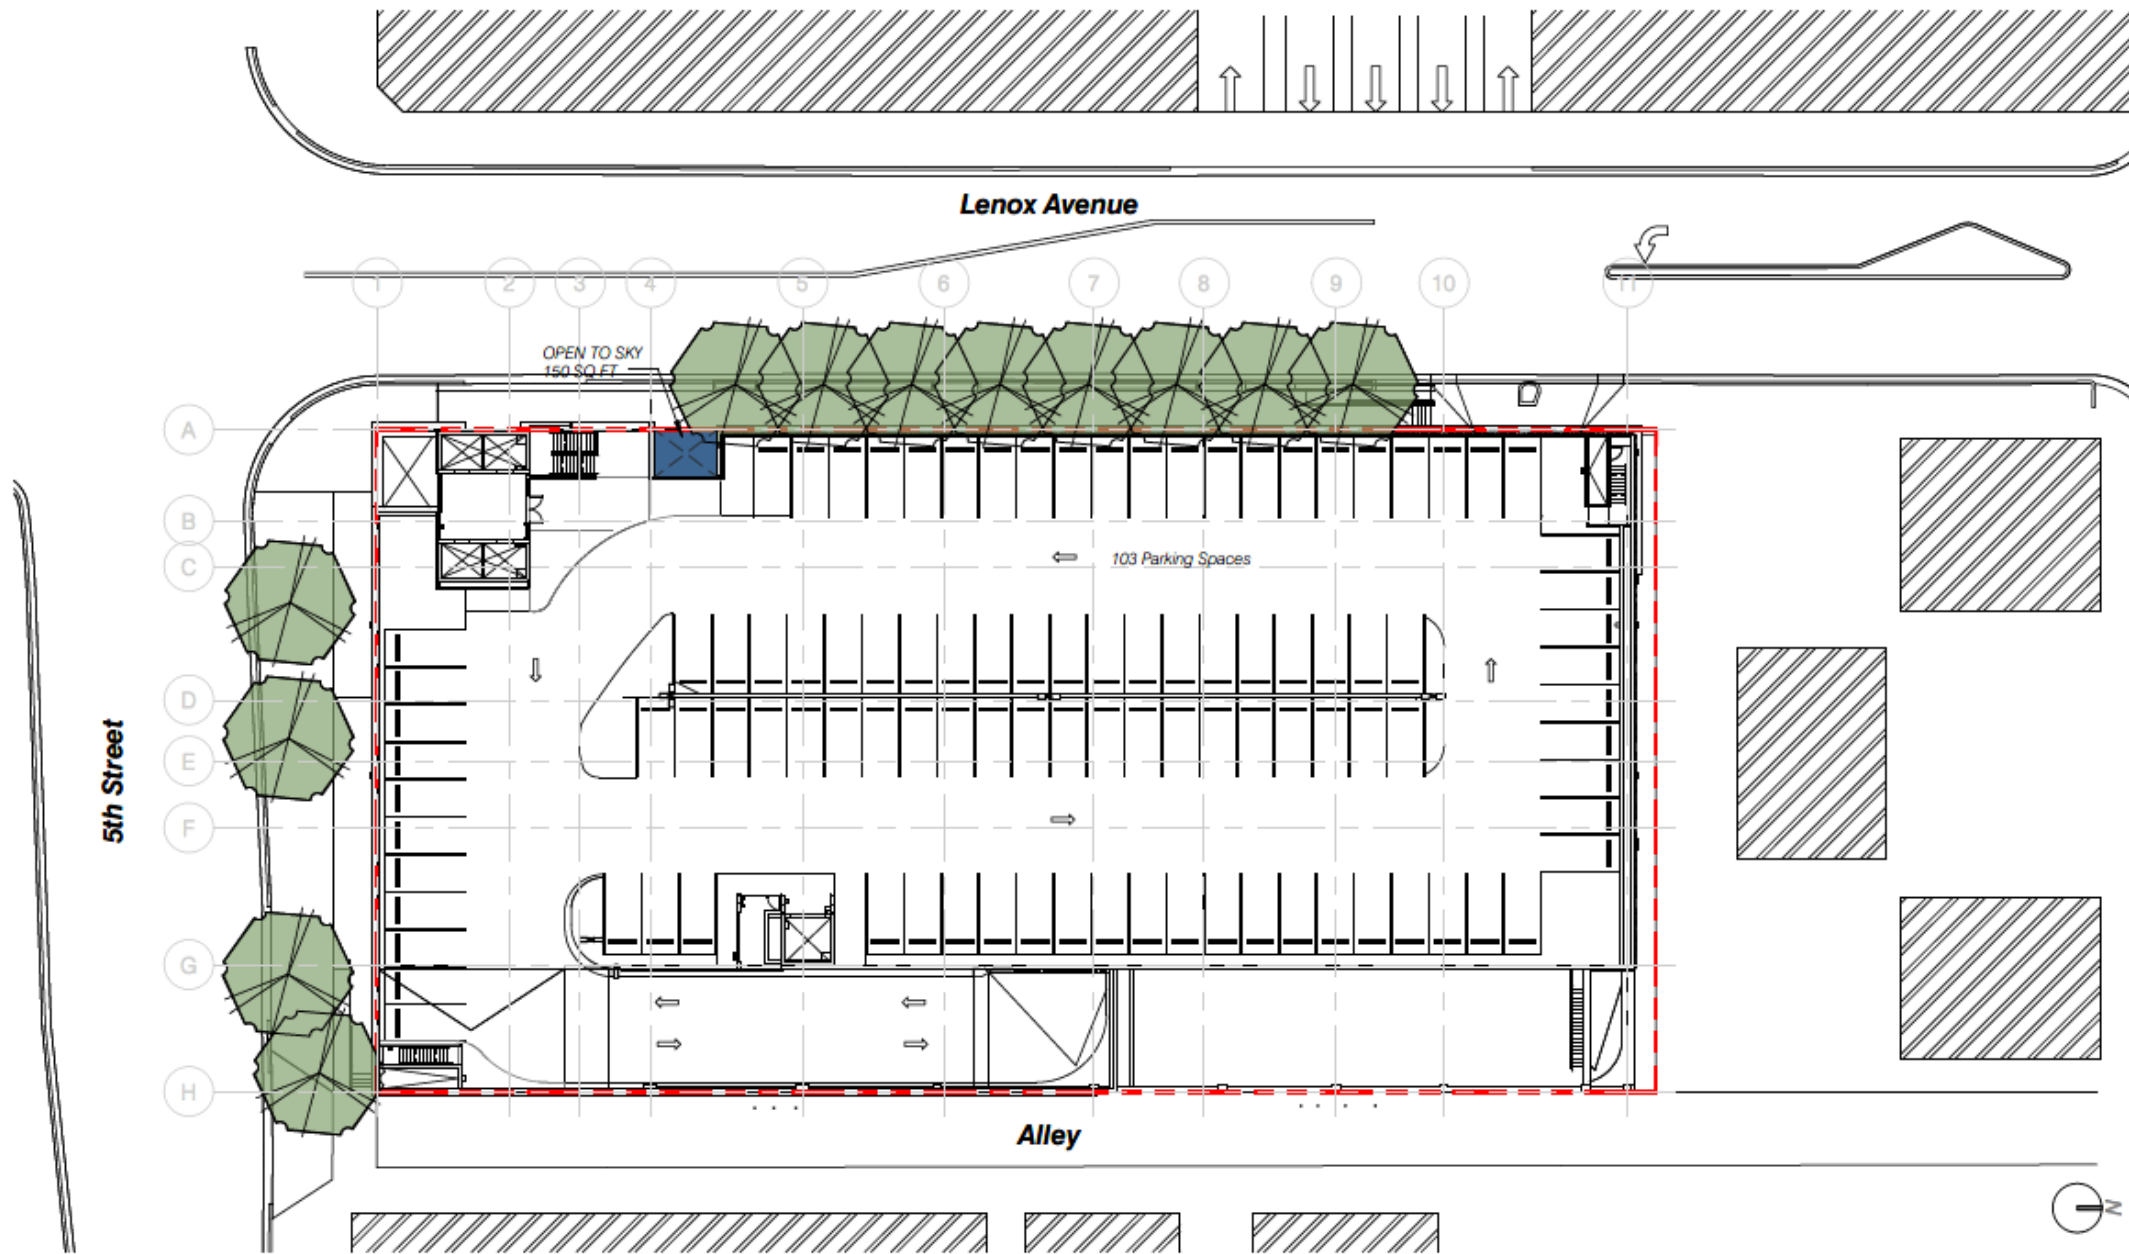 Lenox Avenue
1
2
3
4
5
6
7
8
9
10
11
OPEN TO SKY
150 SQ FT
A
B
C
103 Parking Spaces
D
5th Street
E
F
G
H
Alley
N